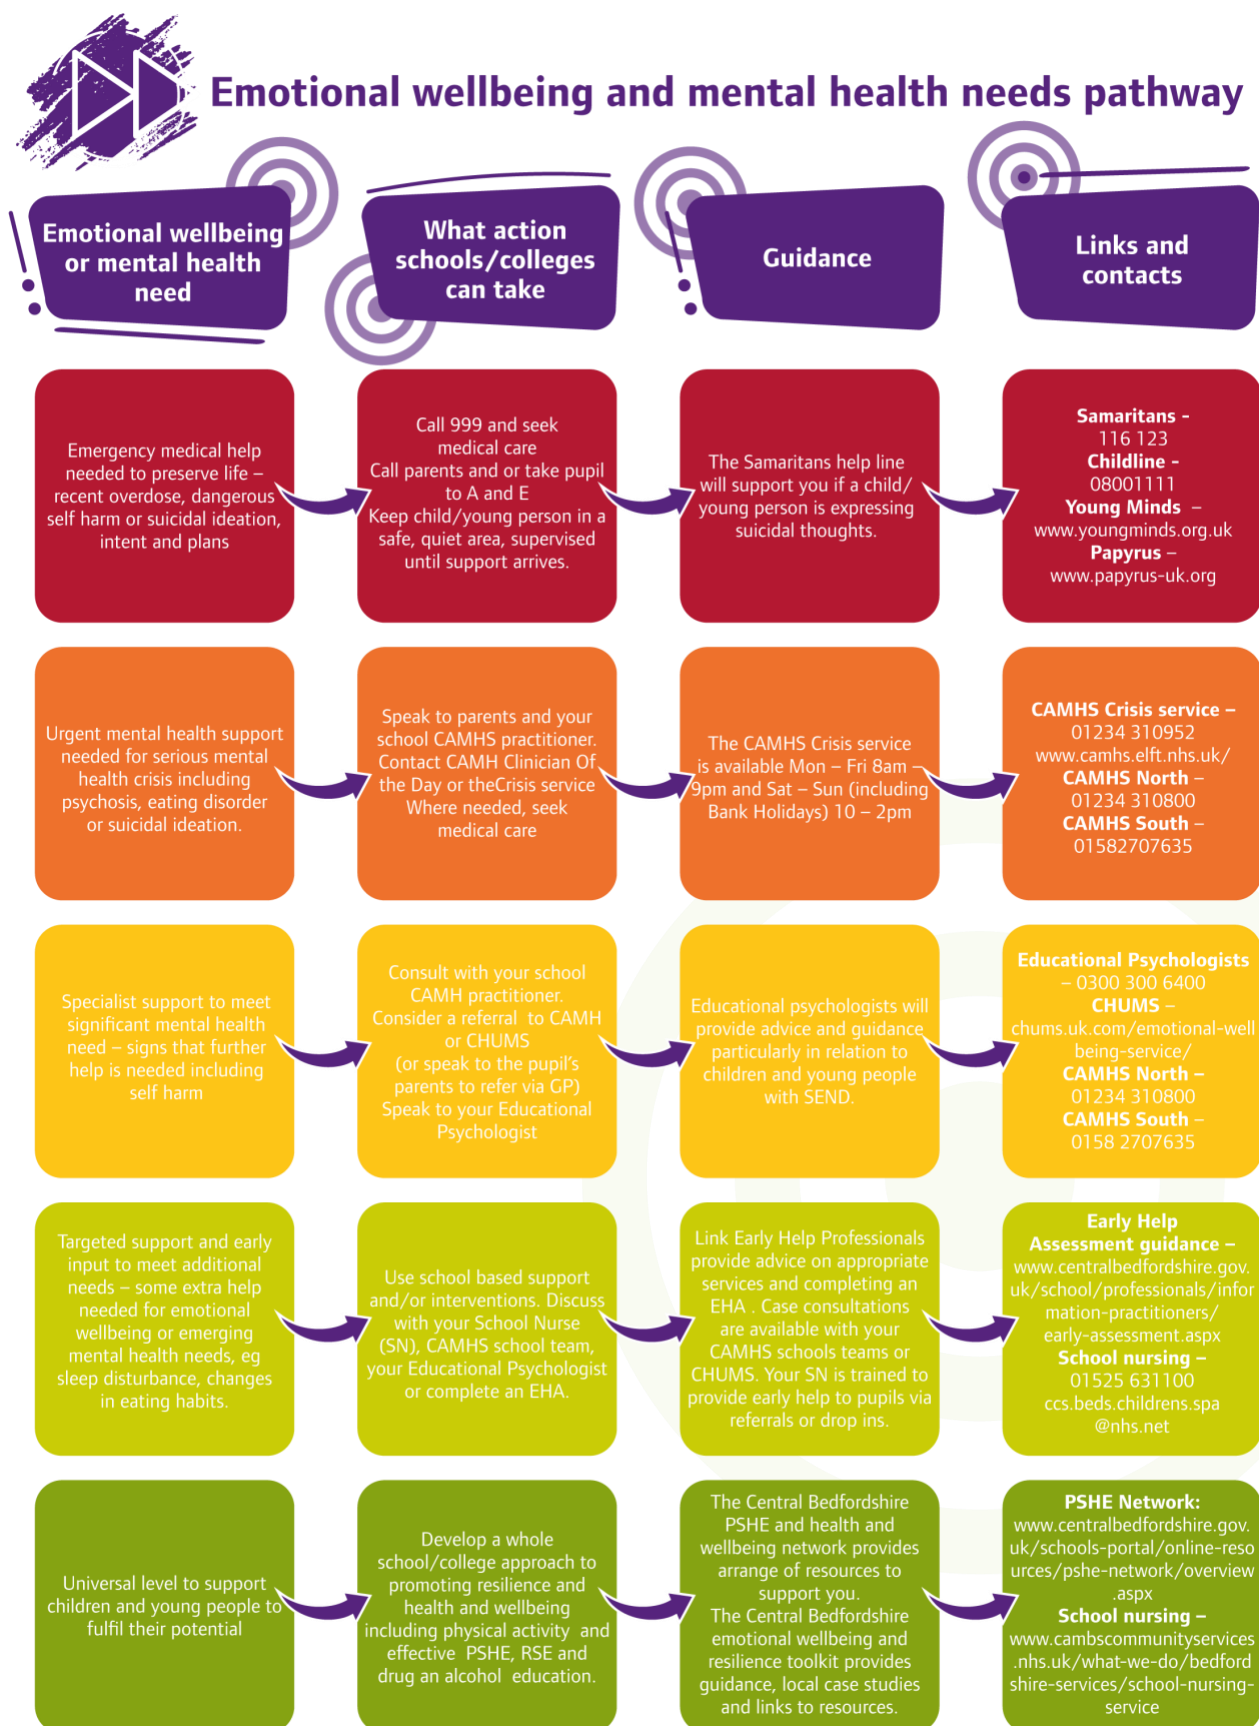 Emotional wellbeing and mental health needs pathway
Emotional wellbeing
or mental health
need
What action
schools/colleges
can take
Guidance
Links and
contacts
Emergency medical help
needed to preserve life –
recent overdose, dangerous
self harm or suicidal ideation,
intent and plans
Call 999 and seek
medical care
Call parents and or take pupil
to A and E
Keep child/young person in a
safe, quiet area, supervised
until support arrives.
The Samaritans help line
will support you if a child/
young person is expressing
suicidal thoughts.
Samaritans -
116 123
Childline -
08001111
Young Minds –
www.youngminds.org.uk
Papyrus –
www.papyrus-uk.org
Urgent mental health support
needed for serious mental
health crisis including
psychosis, eating disorder
or suicidal ideation.
Speak to parents and your
school CAMHS practitioner.
Contact CAMH Clinician Of
the Day or theCrisis service
Where needed, seek
medical care
The CAMHS Crisis service
is available Mon – Fri 8am –
9pm and Sat – Sun (including
Bank Holidays) 10 – 2pm
CAMHS Crisis service –
01234 310952
www.camhs.elft.nhs.uk/
CAMHS North –
01234 310800
CAMHS South –
01582707635
Specialist support to meet
significant mental health
need – signs that further
help is needed including
self harm
Consult with your school
CAMH practitioner.
Consider a referral to CAMH
or CHUMS
(or speak to the pupil's
parents to refer via GP)
Speak to your Educational
Psychologist
Educational psychologists will
provide advice and guidance
particularly in relation to
children and young people
with SEND.
Educational Psychologists
– 0300 300 6400
CHUMS –
chums.uk.com/emotional-well
being-service/
CAMHS North –
01234 310800
CAMHS South –
0158 2707635
Targeted support and early
input to meet additional
needs – some extra help
needed for emotional
wellbeing or emerging
mental health needs, eg
sleep disturbance, changes
in eating habits.
Use school based support
and/or interventions. Discuss
with your School Nurse
(SN), CAMHS school team,
your Educational Psychologist
or complete an EHA.
Link Early Help Professionals
provide advice on appropriate
services and completing an
EHA . Case consultations
are available with your
CAMHS schools teams or
CHUMS. Your SN is trained to
provide early help to pupils via
referrals or drop ins.
Early Help
Assessment guidance –
www.centralbedfordshire.gov.
uk/school/professionals/infor
mation-practitioners/
early-assessment.aspx
School nursing –
01525 631100
ccs.beds.childrens.spa
@nhs.net
Universal level to support
children and young people to
fulfil their potential
Develop a whole
school/college approach to
promoting resilience and
health and wellbeing
including physical activity and
effective PSHE, RSE and
drug an alcohol education.
The Central Bedfordshire
PSHE and health and
wellbeing network provides
arrange of resources to
support you.
The Central Bedfordshire
emotional wellbeing and
resilience toolkit provides
guidance, local case studies
and links to resources.
PSHE Network:
www.centralbedfordshire.gov.
uk/schools-portal/online-reso
urces/pshe-network/overview
.aspx
School nursing –
www.cambscommunityservices
.nhs.uk/what-we-do/bedford
shire-services/school-nursing-
service